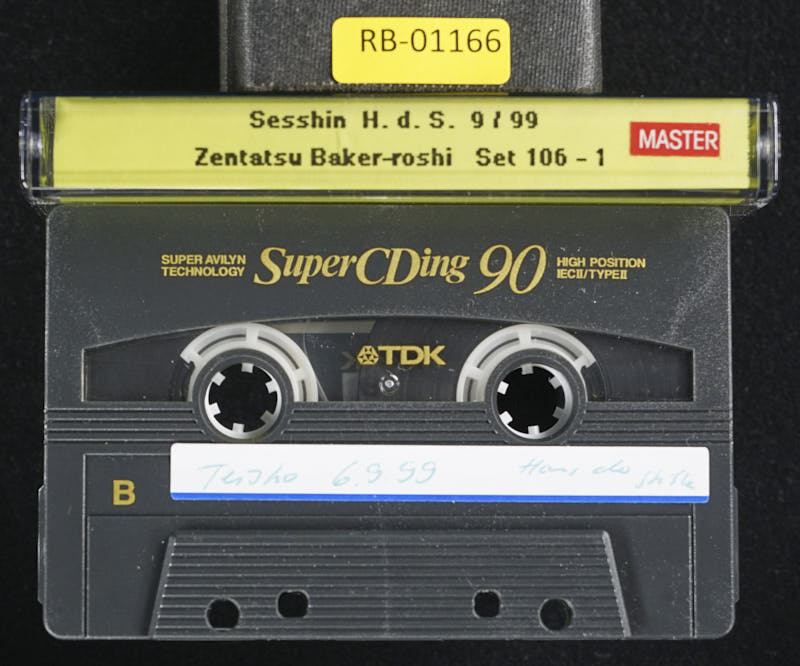 RB-01166
Sesshin H. d. S. 9 / 99
Zentatsu Baker-roshi Set 106 - 1
MASTER
SUPER AVILYN
TECHNOLOGY
SuperCDing 90
HIGH POSITION
IECII/TYPEII
TDK
B
Teisho 6.9.99 Haus der Stille